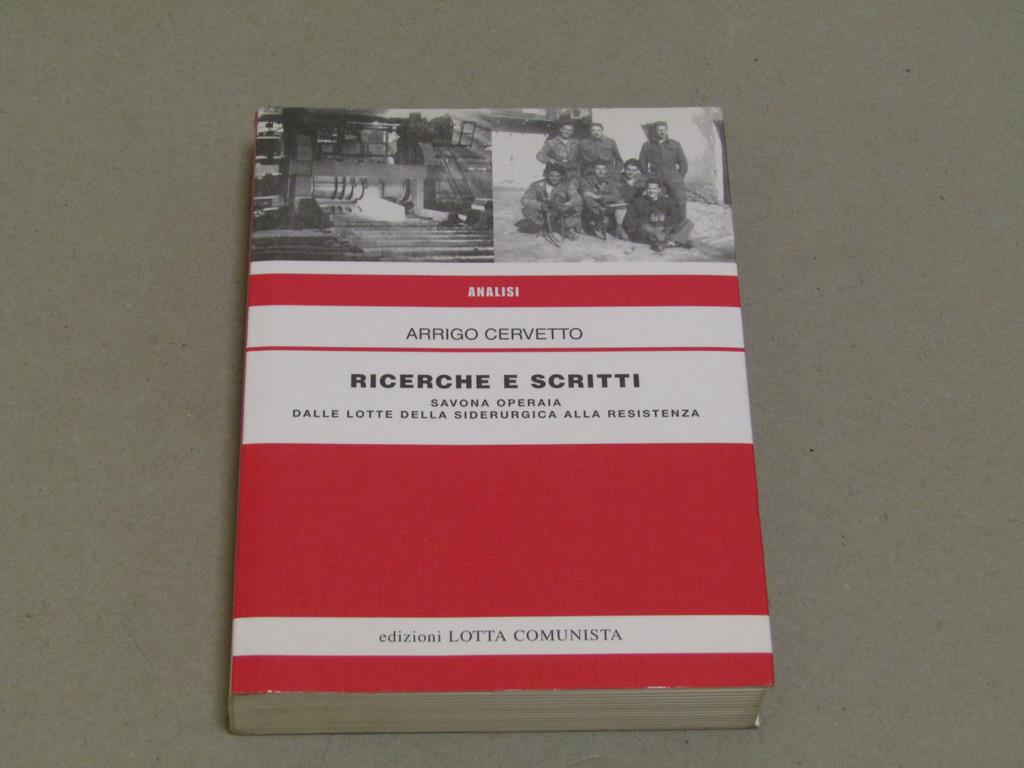 ANALISI
ARRIGO CERVETTO
RICERCHE E SCRITTI
SAVONA OPERAIA
DALLE LOTTE DELLA SIDERURGICA ALLA RESISTENZA
edizioni LOTTA COMUNISTA